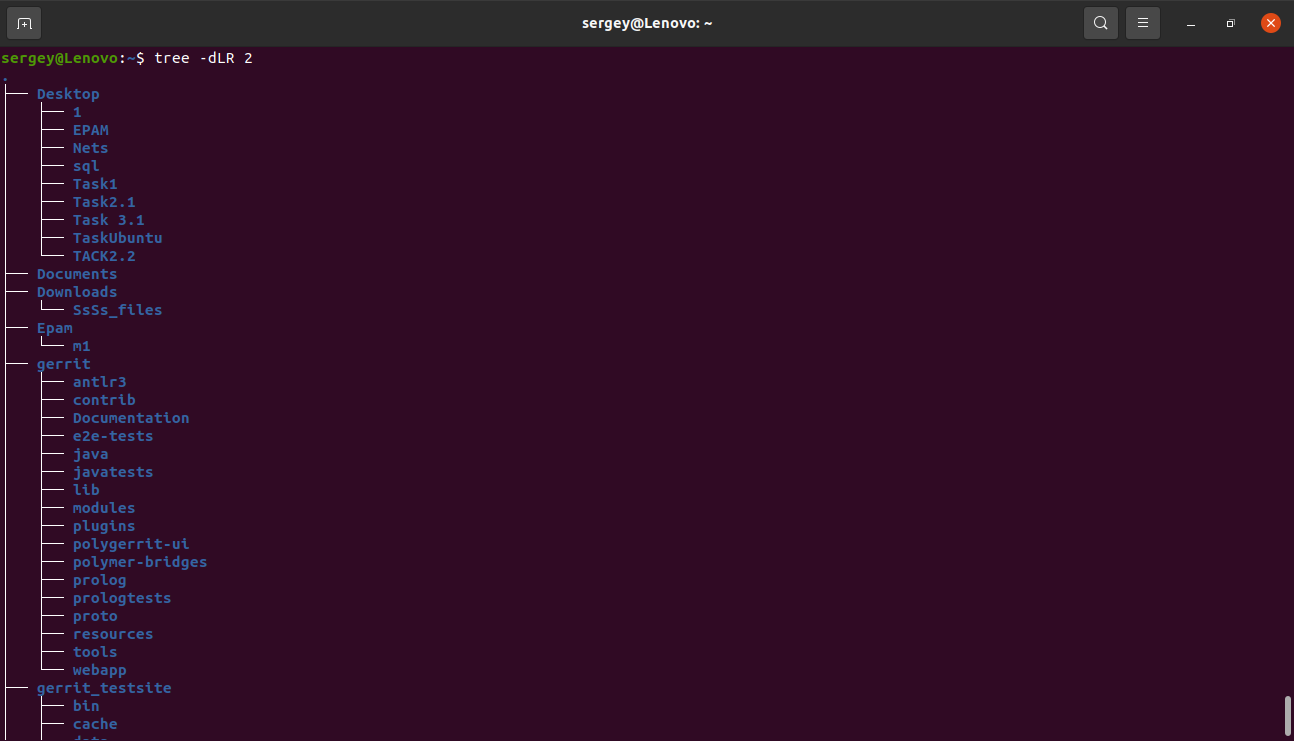 sergey@Lenovo: ~
sergey@Lenovo:~$ tree -dLR 2
.
├── Desktop
│   ├── 1
│   ├── EPAM
│   ├── Nets
│   ├── sql
│   ├── Task1
│   ├── Task2.1
│   ├── Task 3.1
│   ├── TaskUbuntu
│   └── TACK2.2
├── Documents
├── Downloads
│   └── SsSs_files
├── Epam
│   └── m1
├── gerrit
│   ├── antlr3
│   ├── contrib
│   ├── Documentation
│   ├── e2e-tests
│   ├── java
│   ├── javatests
│   ├── lib
│   ├── modules
│   ├── plugins
│   ├── polygerrit-ui
│   ├── polymer-bridges
│   ├── prolog
│   ├── prologtests
│   ├── proto
│   ├── resources
│   ├── tools
│   └── webapp
├── gerrit_testsite
│   ├── bin
│   ├── cache